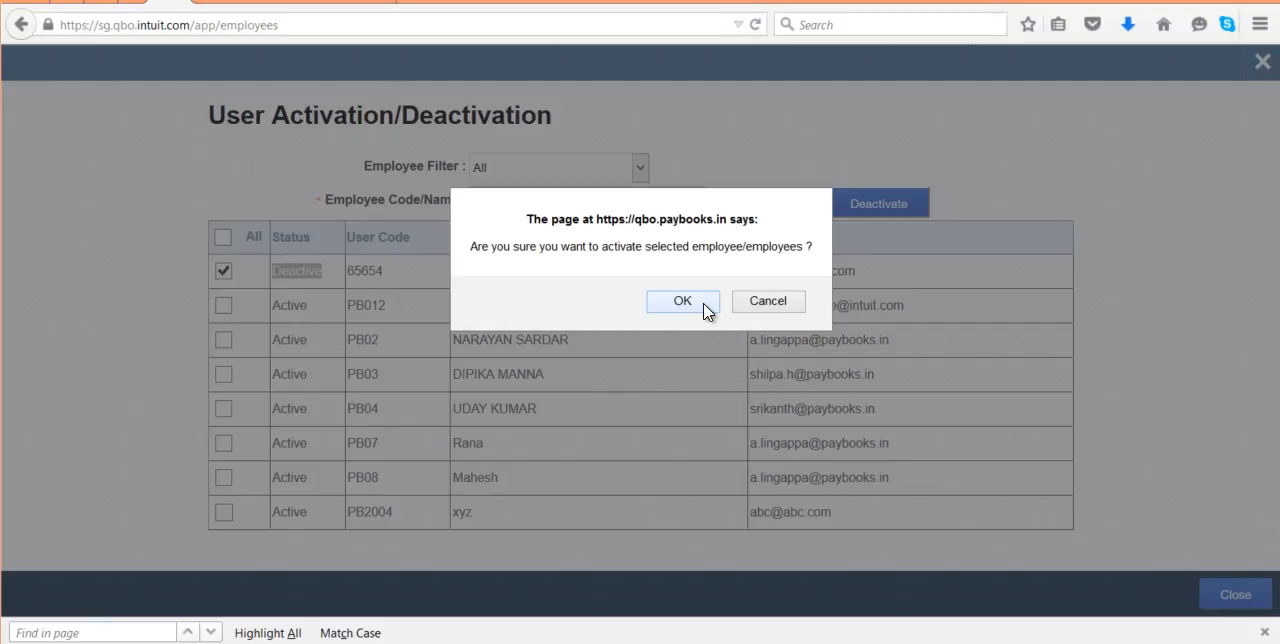 https://sg.qbo.intuit.com/app/employees
Search
User Activation/Deactivation
Employee Filter : All
* Employee Code/Nam
Deactivate
The page at https://qbo.paybooks.in says:
Are you sure you want to activate selected employee/employees ?
OK Cancel
All Status User Code
Deactive 65654 com
Active PB012 e@intuit.com
Active PB02 NARAYAN SARDAR a.lingappa@paybooks.in
Active PB03 DIPIKA MANNA shilpa.h@paybooks.in
Active PB04 UDAY KUMAR srikanth@paybooks.in
Active PB07 Rana a.lingappa@paybooks.in
Active PB08 Mahesh a.lingappa@paybooks.in
Active PB2004 xyz abc@abc.com
Close
Find in page Highlight All Match Case